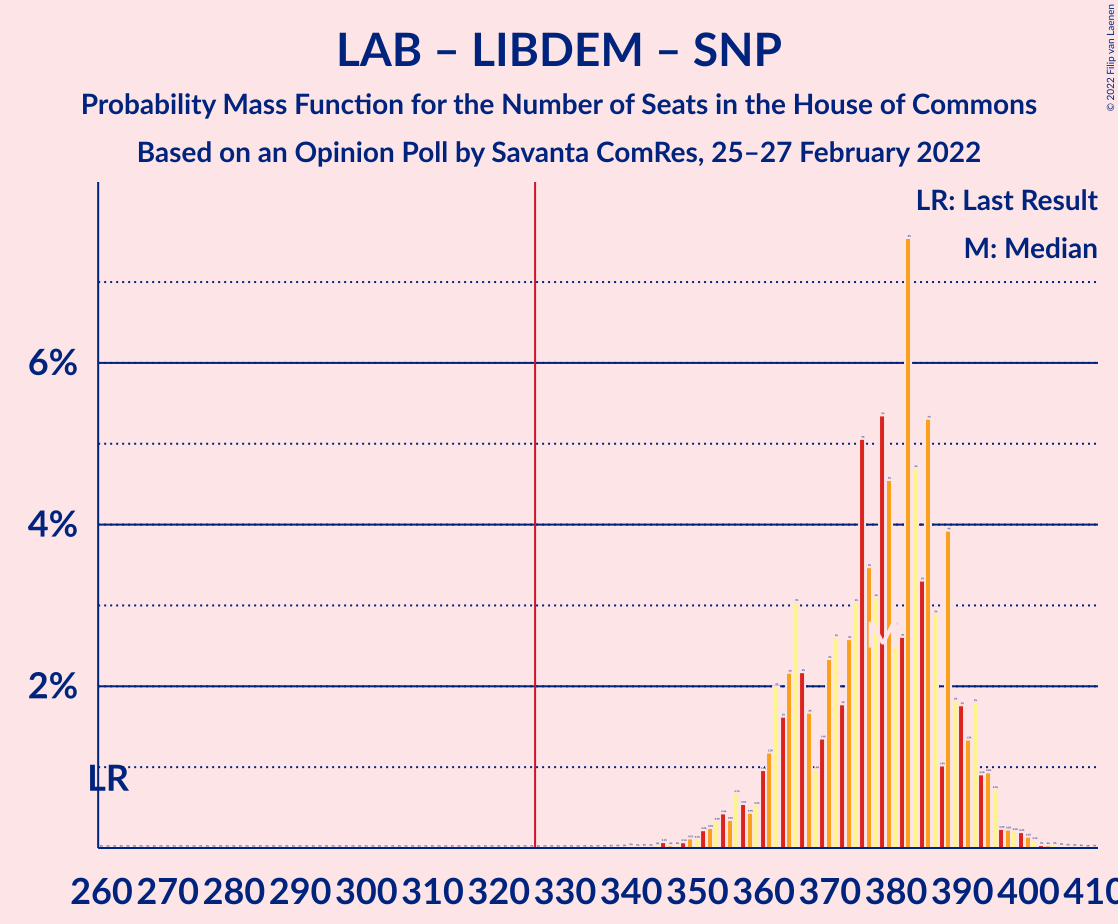 LAB – LIBDEM – SNP
Probability Mass Function for the Number of Seats in the House of Commons
Based on an Opinion Poll by Savanta ComRes, 25–27 February 2022
© 2022 Filip van Laenen
LR: Last Result
M: Median
6%
4%
2%
LR
M
260 270 280 290 300 310 320 330 340 350 360 370 380 390 400 410